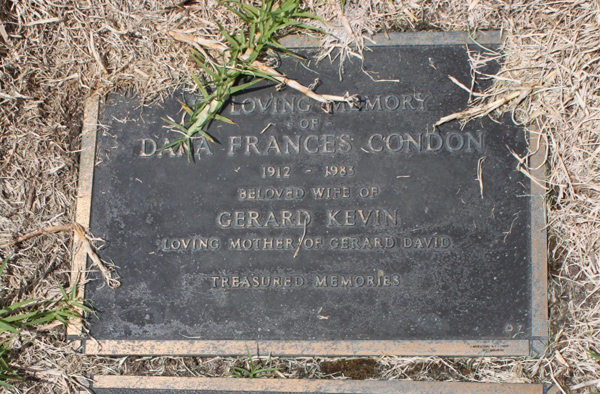 LOVING MEMORY
OF
DANA FRANCES CONDON
1912 - 1983
BELOVED WIFE OF
GERARD KEVIN
LOVING MOTHER OF GERARD DAVID
TREASURED MEMORIES